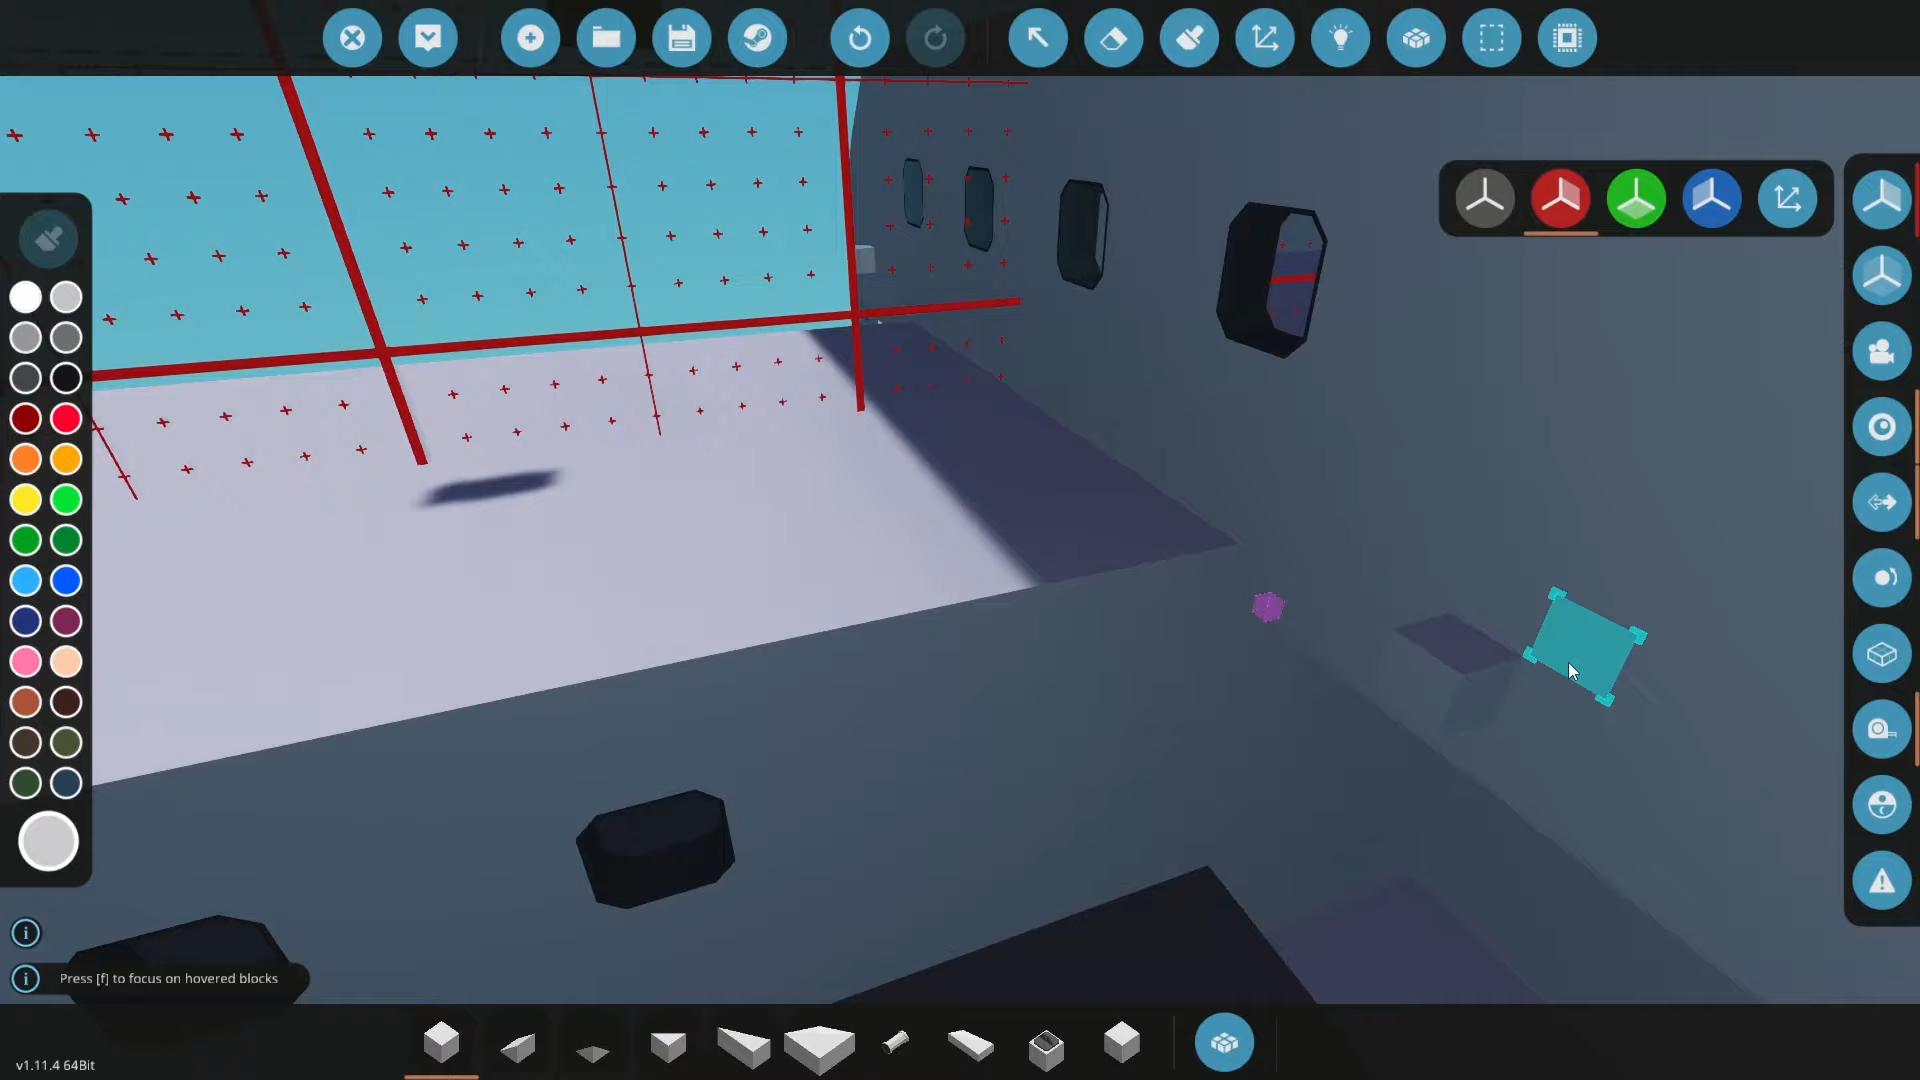 Press [f] to focus on hovered blocks
v1.11.4 64Bit